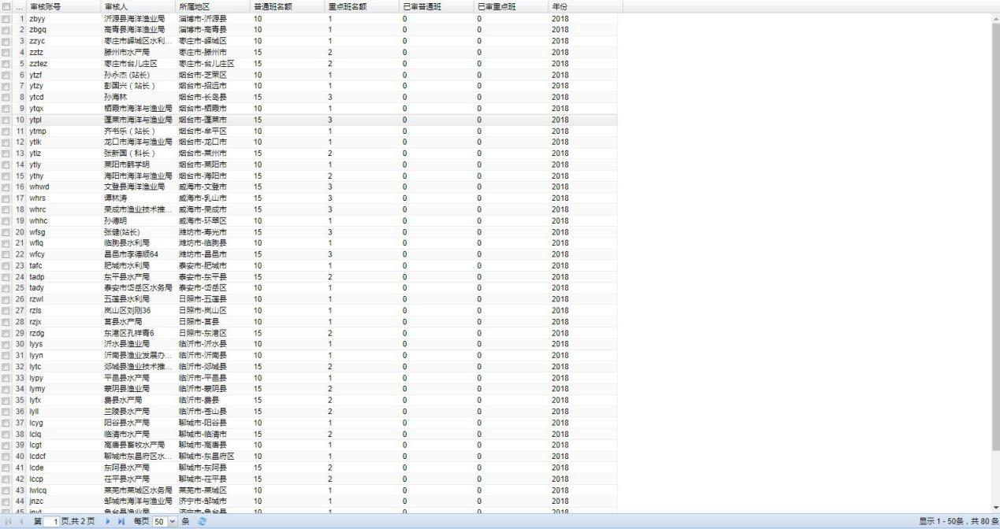 ... 审核账号 审核人 所属地区 普通班名额 重点班名额 已审普通班 已审重点班 年份
1 zbyy 沂源县海洋渔业局 淄博市-沂源县 10 1 0 0 2018
2 zbgq 高青县海洋渔业局 淄博市-高青县 10 1 0 0 2018
3 zzyc 枣庄市峄城区水利... 枣庄市-峄城区 10 1 0 0 2018
4 zztz 滕州市水产局 枣庄市-滕州市 15 2 0 0 2018
5 zztez 枣庄市台儿庄区 枣庄市-台儿庄区 15 2 0 0 2018
6 ytzf 孙永杰 (站长) 烟台市-芝罘区 10 1 0 0 2018
7 ytzy 彭国兴（站长） 烟台市-招远市 10 1 0 0 2018
8 ytcd 孙海林 烟台市-长岛县 15 3 0 0 2018
9 ytqx 栖霞市海洋与渔业局 烟台市-栖霞市 10 1 0 0 2018
10 ytpl 蓬莱市海洋与渔业局 烟台市-蓬莱市 15 3 0 0 2018
11 ytmp 齐书乐（站长） 烟台市-牟平区 10 1 0 0 2018
12 ytlk 龙口市海洋与渔业局 烟台市-龙口市 10 1 0 0 2018
13 ytlz 张新国（科长） 烟台市-莱州市 15 2 0 0 2018
14 ytly 莱阳市韩学明 烟台市-莱阳市 10 1 0 0 2018
15 ythy 海阳市海洋与渔业局 烟台市-海阳市 15 2 0 0 2018
16 whwd 文登县海洋渔业局 威海市-文登市 15 3 0 0 2018
17 whrs 谭林涛 威海市-乳山市 15 3 0 0 2018
18 whrc 荣成市渔业技术推... 威海市-荣成市 15 3 0 0 2018
19 whhc 孙德明 威海市-环翠区 10 1 0 0 2018
20 wfsg 张健(站长) 潍坊市-寿光市 15 3 0 0 2018
21 wflq 临朐县水利局 潍坊市-临朐县 10 1 0 0 2018
22 wfcy 昌邑市李德顺64 潍坊市-昌邑市 15 3 0 0 2018
23 tafc 肥城市水利局 泰安市-肥城市 10 1 0 0 2018
24 tadp 东平县水产局 泰安市-东平县 15 2 0 0 2018
25 tady 泰安市岱岳区水务局 泰安市-岱岳区 10 1 0 0 2018
26 rzwl 五莲县水利局 日照市-五莲县 10 1 0 0 2018
27 rzls 岚山区刘刚36 日照市-岚山区 10 1 0 0 2018
28 rzjx 莒县水产局 日照市-莒县 10 1 0 0 2018
29 rzdg 东港区孔祥青6 日照市-东港区 15 2 0 0 2018
30 lyys 沂水县渔业局 临沂市-沂水县 10 1 0 0 2018
31 lyyn 沂南县渔业发展办... 临沂市-沂南县 10 1 0 0 2018
32 lytc 郯城县渔业技术推... 临沂市-郯城县 15 2 0 0 2018
33 lypy 平邑县水产局 临沂市-平邑县 10 1 0 0 2018
34 lymy 蒙阴县渔业局 临沂市-蒙阴县 15 2 0 0 2018
35 lyfx 费县水产局 临沂市-费县 15 2 0 0 2018
36 lyll 兰陵县水产局 临沂市-苍山县 15 2 0 0 2018
37 lcyg 阳谷县水产局 聊城市-阳谷县 10 1 0 0 2018
38 lclq 临清市水产局 聊城市-临清市 15 2 0 0 2018
39 lcgt 高唐县畜牧水产局 聊城市-高唐县 10 1 0 0 2018
40 lcdcf 聊城市东昌府区水... 聊城市-东昌府区 10 1 0 0 2018
41 lcde 东阿县水产局 聊城市-东阿县 15 2 0 0 2018
42 lccp 茌平县水产局 聊城市-茌平县 15 2 0 0 2018
43 lwlcq 莱芜市莱城区水务局 莱芜市-莱城区 10 1 0 0 2018
44 jnzc 邹城市海洋与渔业局 济宁市-邹城市 10 1 0 0 2018
45 jnyt 鱼台县渔业局 济宁市-鱼台县 10 1 0 0 2018
第 1 页,共 2 页 每页 50 条 显示 1 - 50条，共 80 条